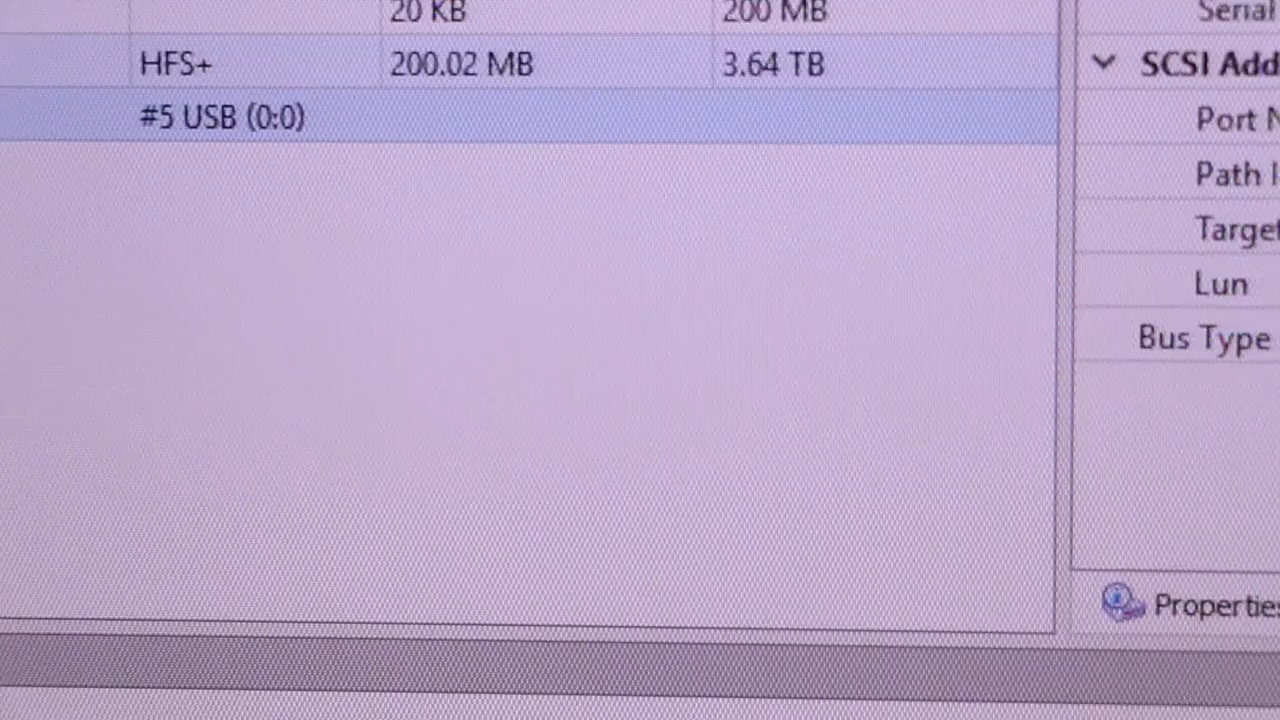 20 KB 200 MB
HFS+ 200.02 MB 3.64 TB
#5 USB (0:0)
Serial
SCSI Add
Port N
Path I
Target
Lun
Bus Type
Properties